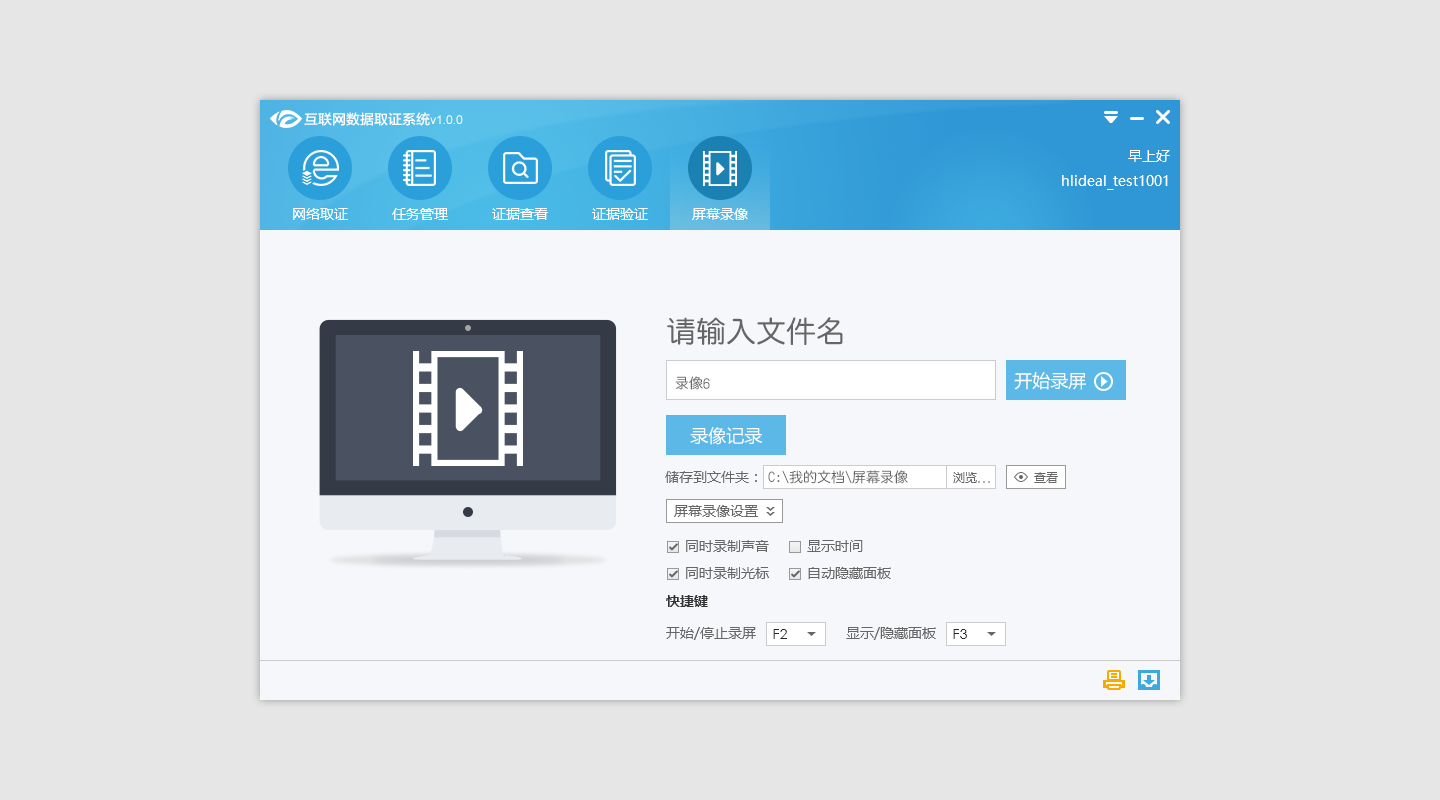 互联网数据取证系统v1.0.0
早上好
hlideal_test1001
网络取证 任务管理 证据查看 证据验证 屏幕录像
请输入文件名
录像6 开始录屏
录像记录
储存到文件夹： C:\我的文档\屏幕录像 浏览... 查看
屏幕录像设置
同时录制声音 显示时间
同时录制光标 自动隐藏面板
快捷键
开始/停止录屏 F2 显示/隐藏面板 F3